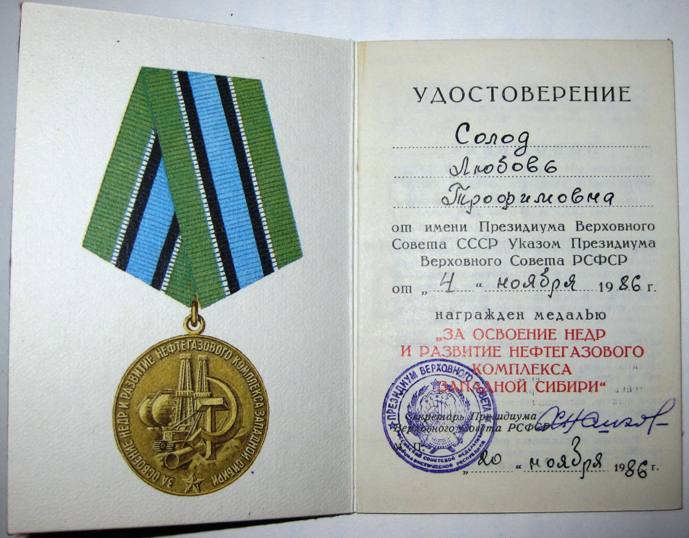 ЗА ОСВОЕНИЕ НЕДР И РАЗВИТИЕ НЕФТЕГАЗОВОГО КОМПЛЕКСА ЗАПАДНОЙ СИБИРИ
УДОСТОВЕРЕНИЕ
Солод
Любовь
Трофимовна
от имени Президиума Верховного
Совета СССР Указом Президиума
Верховного Совета РСФСР
от „4“ ноября 1986 г.
награжден медалью
„ЗА ОСВОЕНИЕ НЕДР
И РАЗВИТИЕ НЕФТЕГАЗОВОГО
КОМПЛЕКСА
ЗАПАДНОЙ СИБИРИ“
ПРЕЗИДИУМ ВЕРХОВНОГО СОВЕТА
Секретарь Президиума
Верховного Совета РСФСР
„20“ ноября 1986 г.